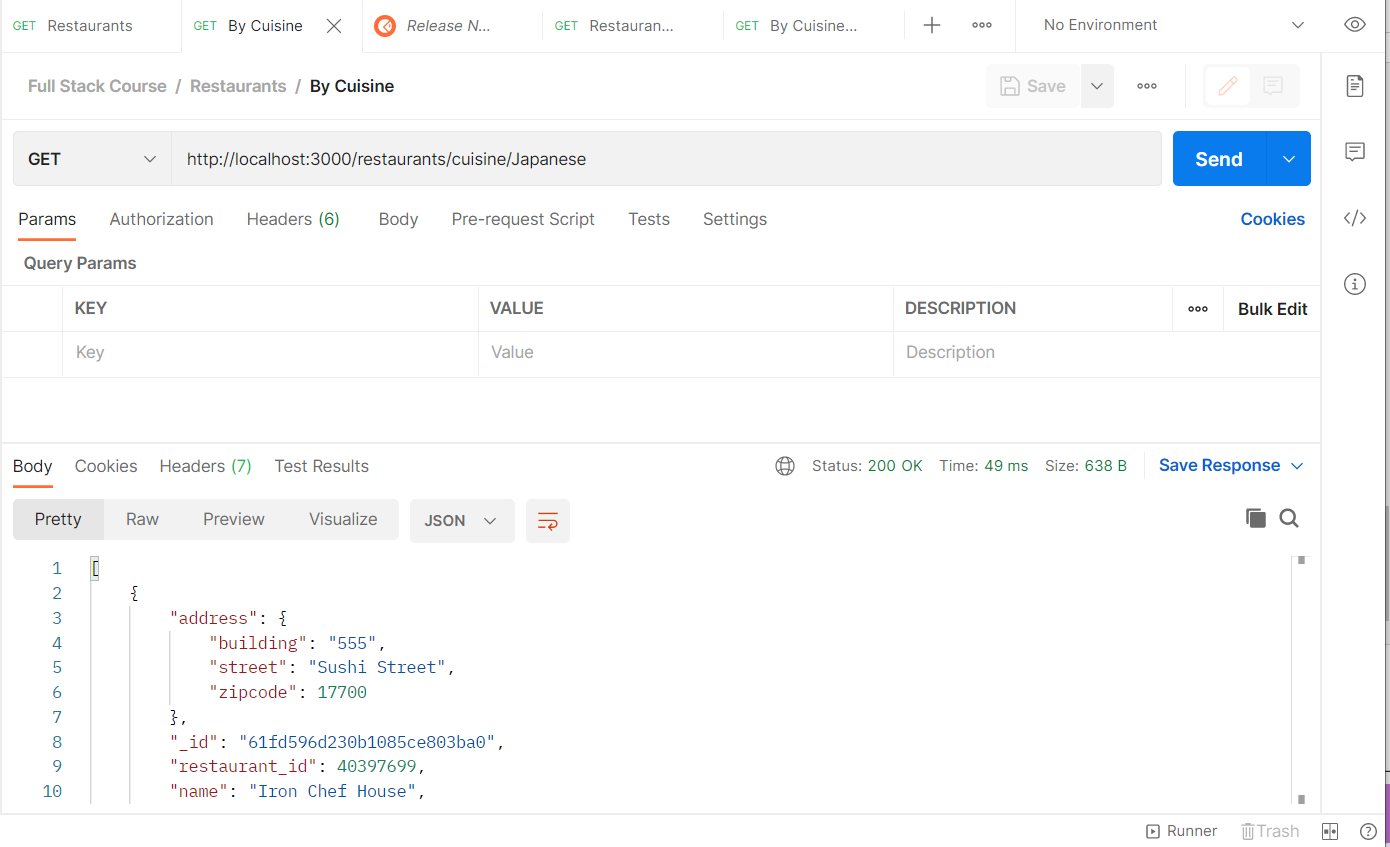 GET Restaurants GET By Cuisine Release N... GET Restauran... GET By Cuisine... No Environment
Full Stack Course / Restaurants / By Cuisine Save
GET http://localhost:3000/restaurants/cuisine/Japanese Send
Params Authorization Headers (6) Body Pre-request Script Tests Settings Cookies
Query Params
KEY VALUE DESCRIPTION Bulk Edit
Key Value Description
Body Cookies Headers (7) Test Results Status: 200 OK Time: 49 ms Size: 638 B Save Response
Pretty Raw Preview Visualize JSON
1 [
2 {
3 "address": {
4 "building": "555",
5 "street": "Sushi Street",
6 "zipcode": 17700
7 },
8 "_id": "61fd596d230b1085ce803ba0",
9 "restaurant_id": 40397699,
10 "name": "Iron Chef House",
Runner Trash